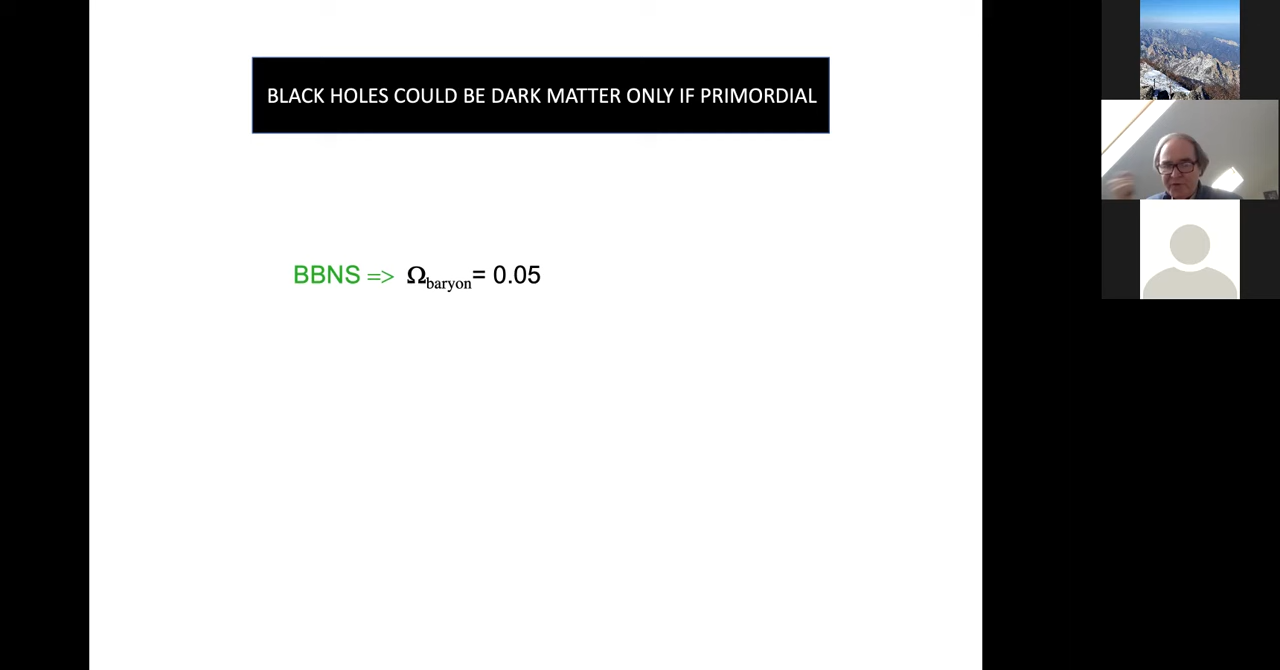 BLACK HOLES COULD BE DARK MATTER ONLY IF PRIMORDIAL
BBNS => Ωbaryon= 0.05